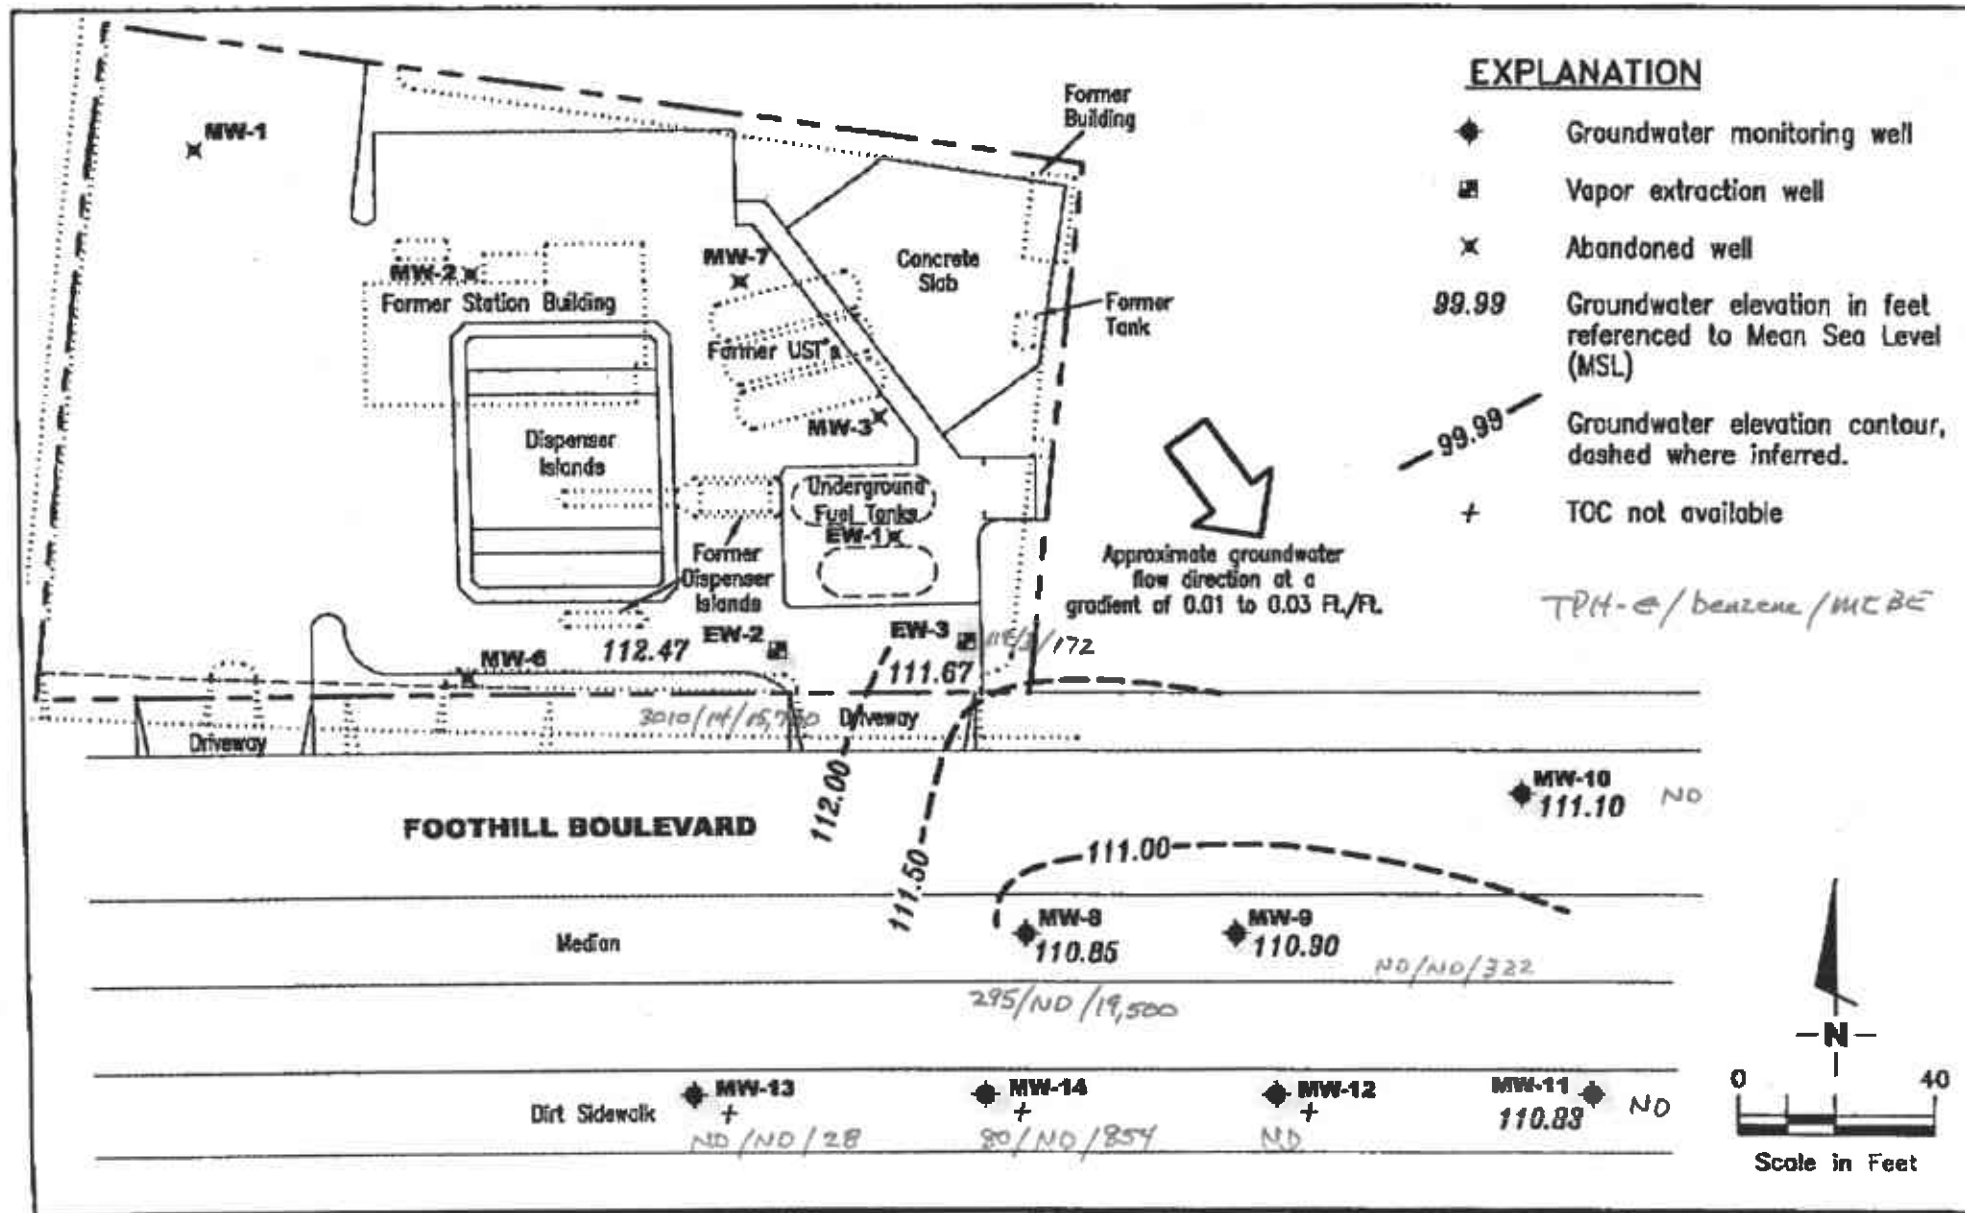 EXPLANATION
Groundwater monitoring well
Vapor extraction well
Abandoned well
99.99 Groundwater elevation in feet
referenced to Mean Sea Level
(MSL)
99.99 Groundwater elevation contour,
dashed where inferred.
+ TOC not available
TPH-G/benzene/MtBE
MW-1
Former
Building
MW-2
Former Station Building
MW-7
Concrete
Slab
Former
Tank
Former UST's
MW-3
Dispenser
Islands
Underground
Fuel Tanks
EW-1
Former
Dispenser
Islands
Approximate groundwater
flow direction at a
gradient of 0.01 to 0.03 Ft./Ft.
EW-2
112.47
EW-3
111.67
/172
MW-6
Driveway
Driveway
112.00
111.50
FOOTHILL BOULEVARD
MW-10
111.10 ND
111.00
Median
MW-8
110.85
295/ND/19,500
MW-9
110.90
ND/ND/322
Dirt Sidewalk
MW-13
+
ND/ND/28
MW-14
+
80/ND/854
MW-12
+
ND
MW-11
110.83
ND
-N-
0 40
Scale in Feet